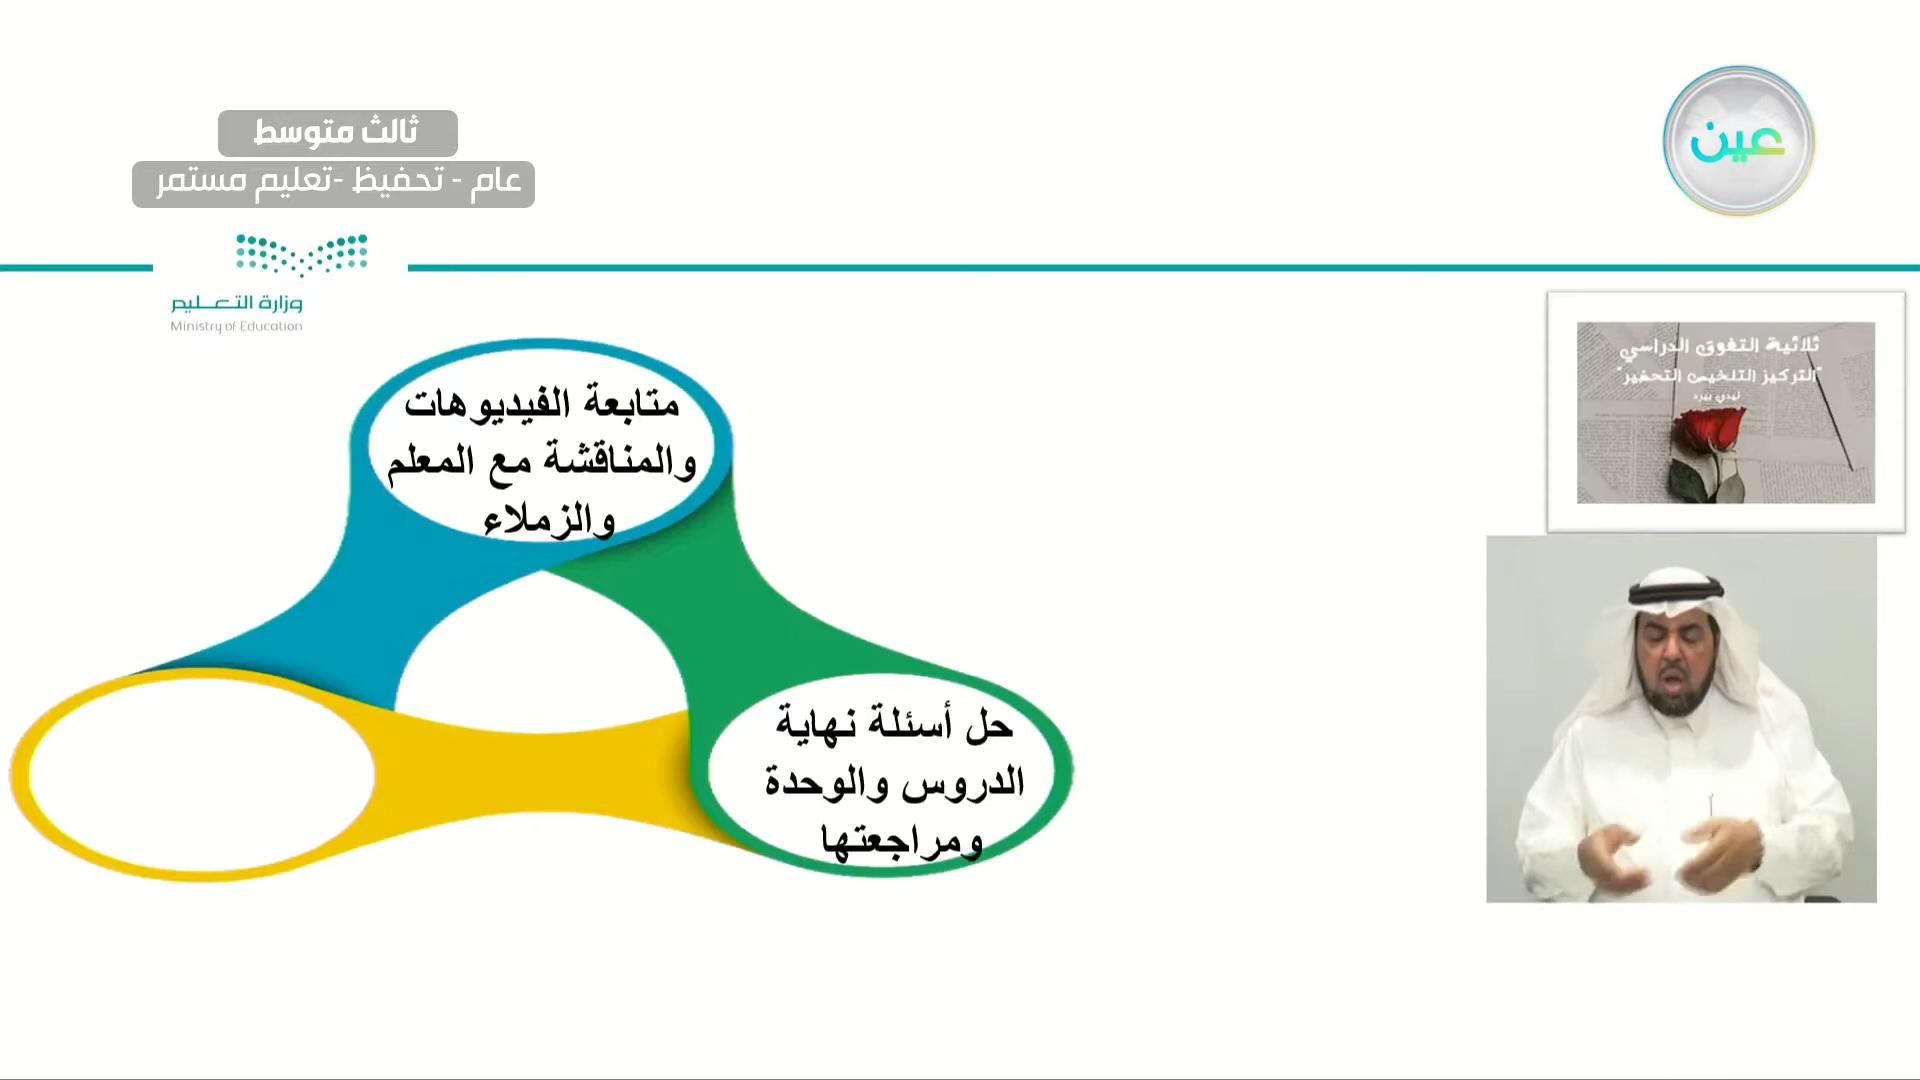 ثالث متوسط
عام - تحفيظ -تعليم مستمر
عين
وزارة التعليم
Ministry of Education
ثلاثية التفوق الدراسي
"التركيز التلخيص التحضير"
متابعة الفيديوهات
والمناقشة مع المعلم
والزملاء
حل أسئلة نهاية
الدروس والوحدة
ومراجعتها